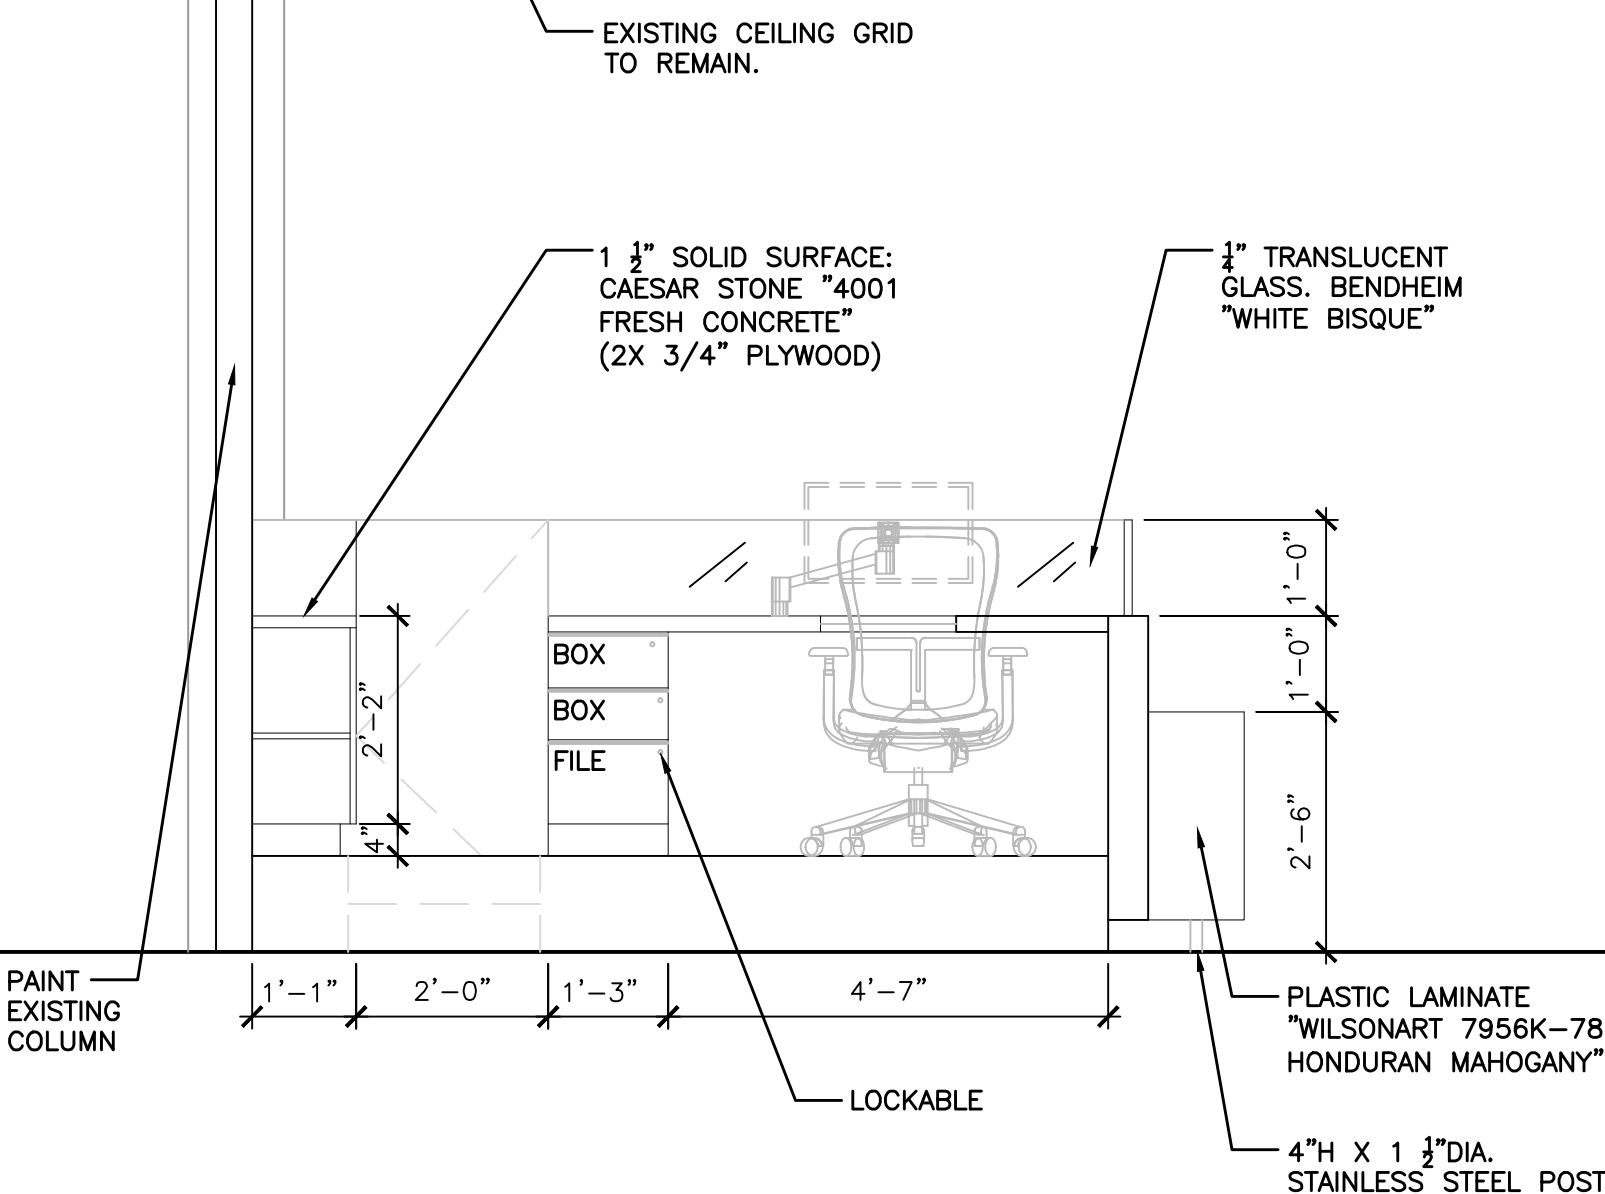 EXISTING CEILING GRID
TO REMAIN.
1 ½" SOLID SURFACE:
CAESAR STONE "4001
FRESH CONCRETE"
(2X 3/4" PLYWOOD)
¼" TRANSLUCENT
GLASS. BENDHEIM
"WHITE BISQUE"
1'-0"
1'-0"
2'-6"
2'-2"
4"
BOX
BOX
FILE
PAINT
EXISTING
COLUMN
1'-1"
2'-0"
1'-3"
4'-7"
LOCKABLE
PLASTIC LAMINATE
"WILSONART 7956K-78
HONDURAN MAHOGANY"
4"H X 1 ½"DIA.
STAINLESS STEEL POST